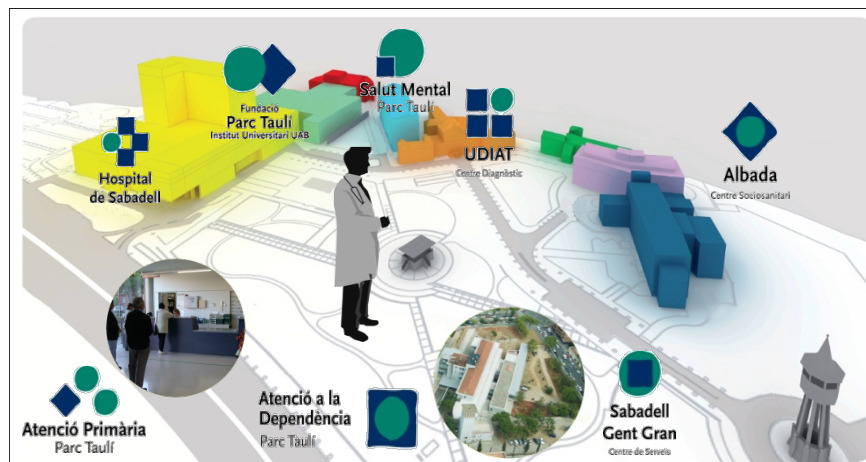 Fundació
Parc Taulí
Institut Universitari UAB
Salut Mental
Parc Taulí
Hospital
de Sabadell
UDIAT
Centre Diagnòstic
Albada
Centre Sociosanitari
Atenció Primària
Parc Taulí
Atenció a la
Dependència
Parc Taulí
Sabadell
Gent Gran
Centre de Serveis